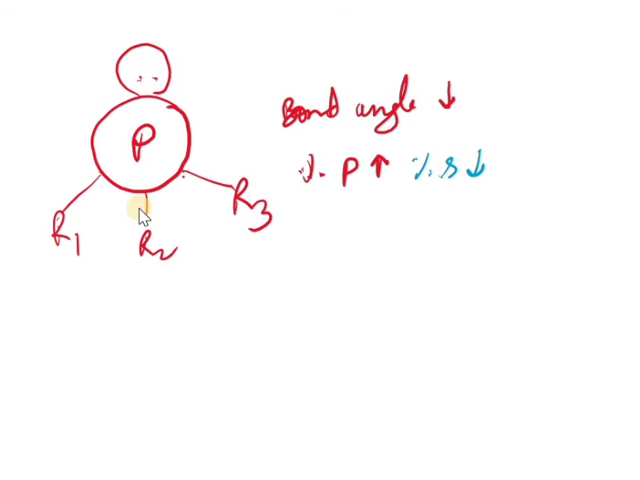 P
R1
R2
R3
Bond angle ↓
%. P ↑ %. s ↓